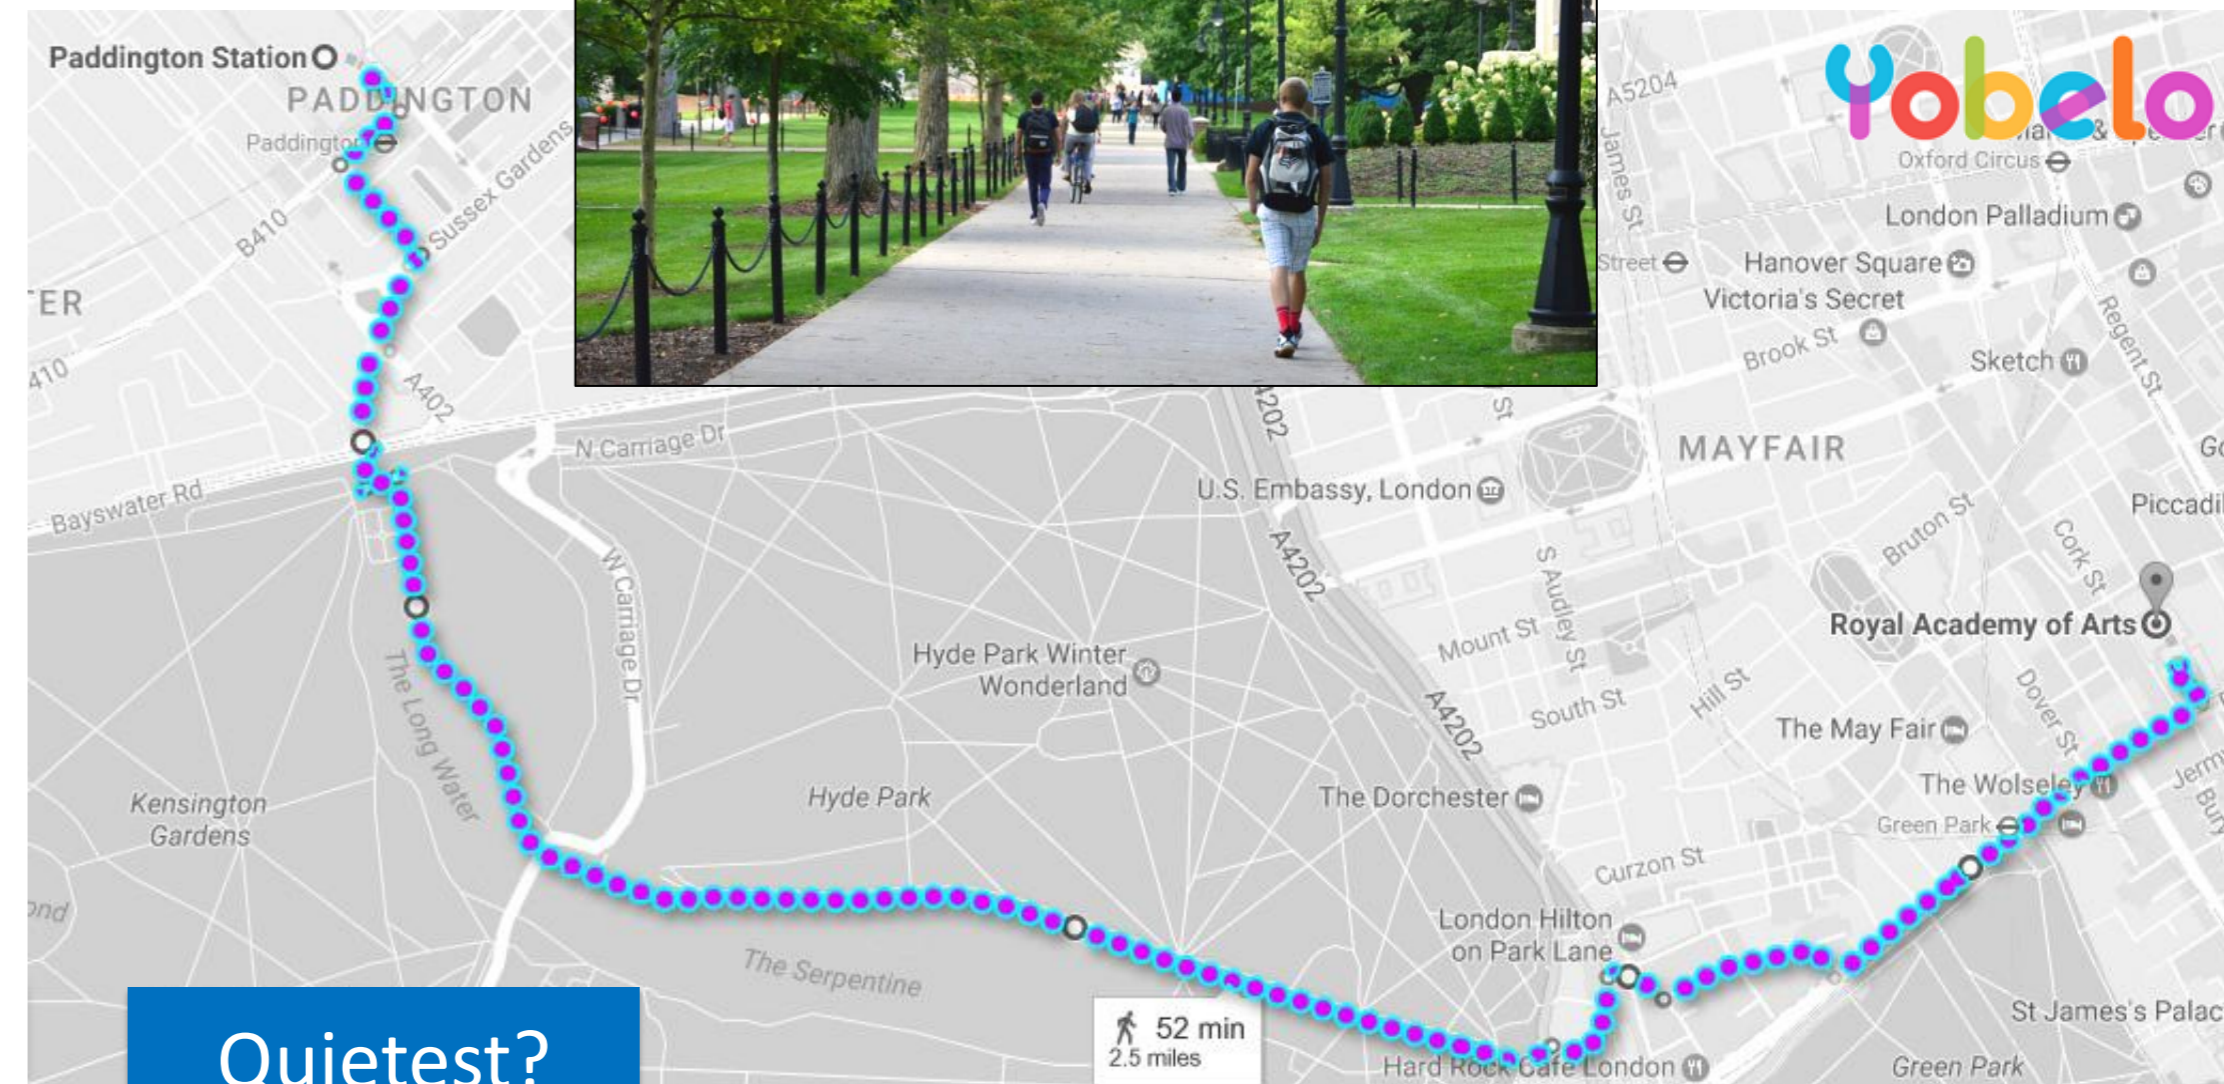 Paddington Station
PADDINGTON
Paddington
Sussex Gardens
B410
A402
Bayswater Rd
N Carriage Dr
W Carriage Dr
The Long Water
Kensington
Gardens
Hyde Park Winter
Wonderland
Hyde Park
The Serpentine
Quietest?
52 min
2.5 miles
Yobelo
A5204
James St
Street
Oxford Circus
London Palladium
Hanover Square
Victoria's Secret
Brook St
Sketch
Regent St
St
MAYFAIR
U.S. Embassy, London
A4202
A4202
S Audley St
Mount St
South St
Hill St
Bruton St
Cork St
Royal Academy of Arts
Dover St
The May Fair
The Wolseley
The Dorchester
Green Park
Curzon St
London Hilton
on Park Lane
Hard Rock Cafe London
Green Park